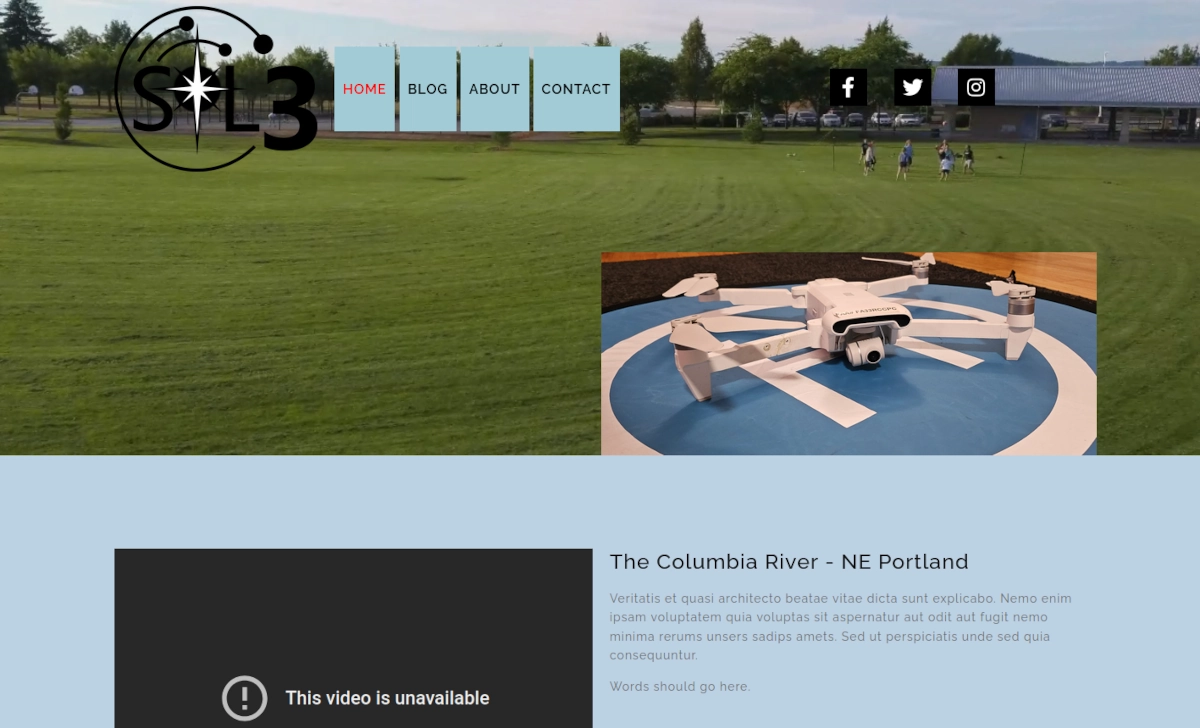 SOL3
HOME
BLOG
ABOUT
CONTACT
The Columbia River - NE Portland
Veritatis et quasi architecto beatae vitae dicta sunt explicabo. Nemo enim
ipsam voluptatem quia voluptas sit aspernatur aut odit aut fugit nemo
minima rerums unsers sadips amets. Sed ut perspiciatis unde sed quia
consequuntur.
Words should go here.
This video is unavailable